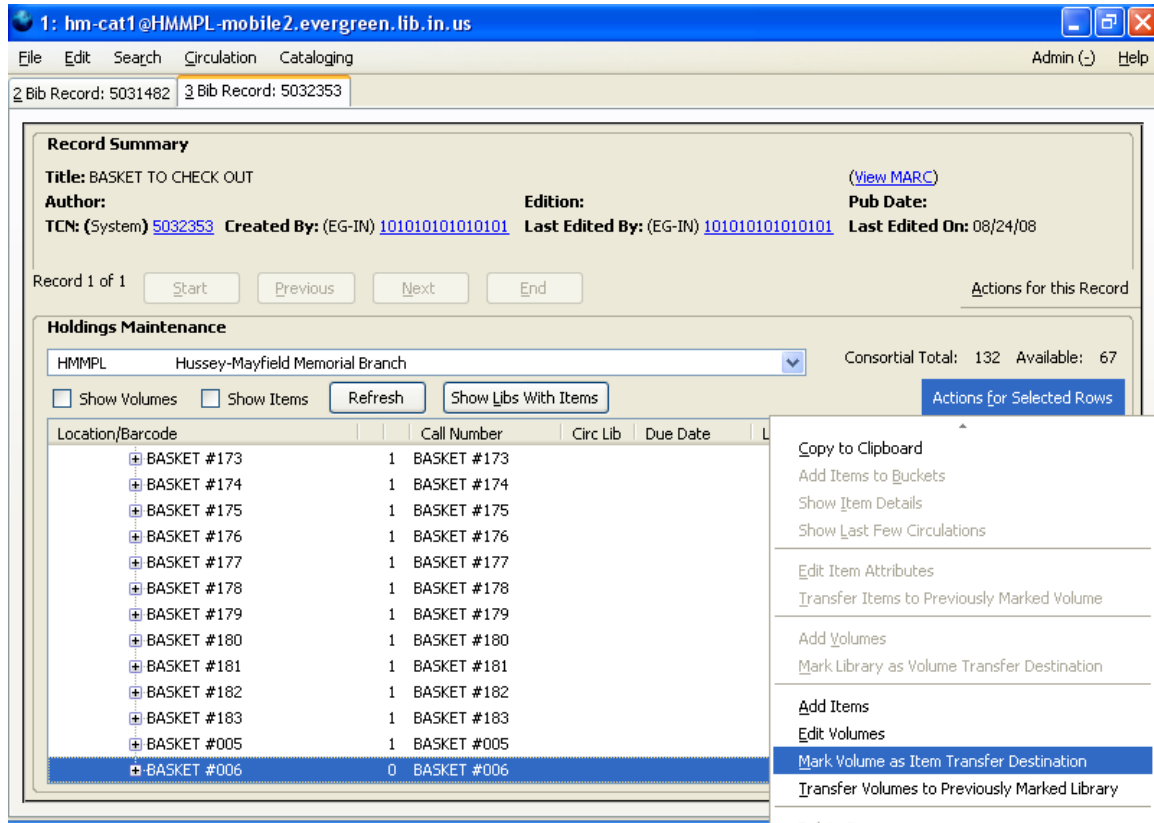 1: hm-cat1@HMMPL-mobile2.evergreen.lib.in.us
File Edit Search Circulation Cataloging Admin (-) Help
2 Bib Record: 5031482 3 Bib Record: 5032353
Record Summary
Title: BASKET TO CHECK OUT (View MARC)
Author: Edition: Pub Date:
TCN: (System) 5032353 Created By: (EG-IN) 101010101010101 Last Edited By: (EG-IN) 101010101010101 Last Edited On: 08/24/08
Record 1 of 1 Start Previous Next End Actions for this Record
Holdings Maintenance
HMMPL Hussey-Mayfield Memorial Branch Consortial Total: 132 Available: 67
Show Volumes Show Items Refresh Show Libs With Items Actions for Selected Rows
Location/Barcode Call Number Circ Lib Due Date L
BASKET #173 1 BASKET #173
BASKET #174 1 BASKET #174
BASKET #175 1 BASKET #175
BASKET #176 1 BASKET #176
BASKET #177 1 BASKET #177
BASKET #178 1 BASKET #178
BASKET #179 1 BASKET #179
BASKET #180 1 BASKET #180
BASKET #181 1 BASKET #181
BASKET #182 1 BASKET #182
BASKET #183 1 BASKET #183
BASKET #005 1 BASKET #005
BASKET #006 0 BASKET #006
Copy to Clipboard
Add Items to Buckets
Show Item Details
Show Last Few Circulations
Edit Item Attributes
Transfer Items to Previously Marked Volume
Add Volumes
Mark Library as Volume Transfer Destination
Add Items
Edit Volumes
Mark Volume as Item Transfer Destination
Transfer Volumes to Previously Marked Library